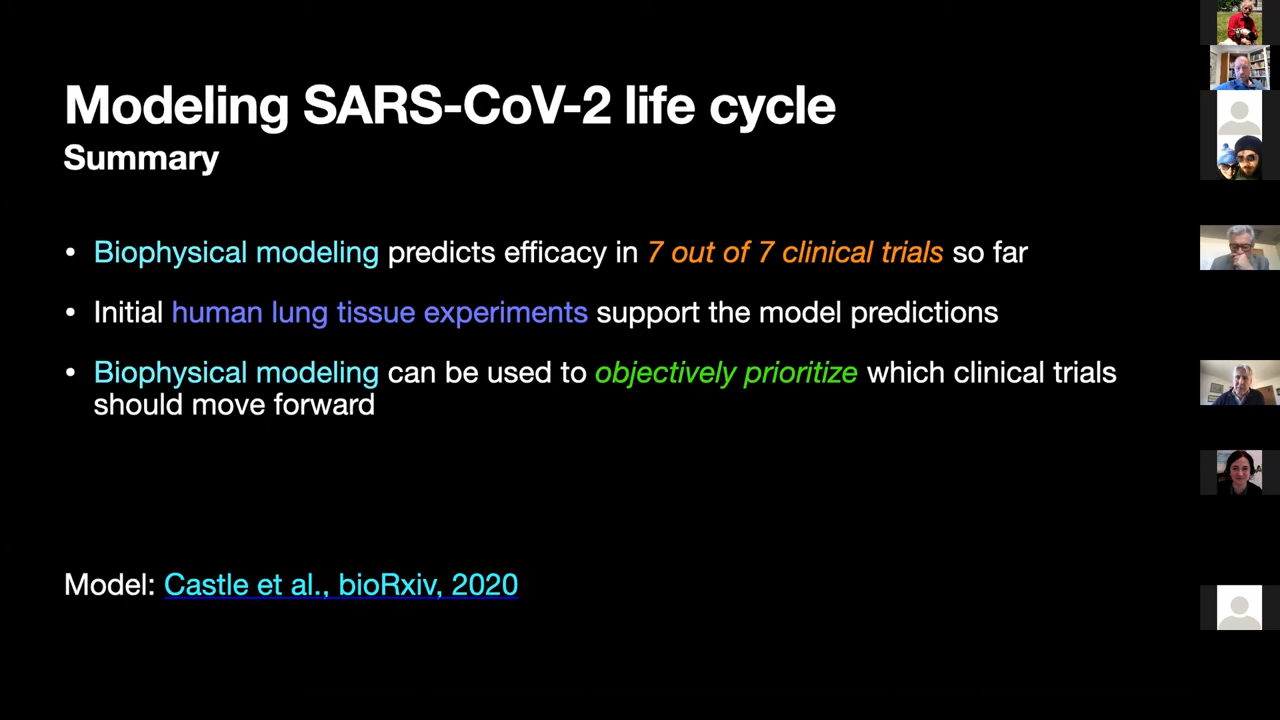 Modeling SARS-CoV-2 life cycle
Summary
• Biophysical modeling predicts efficacy in 7 out of 7 clinical trials so far
• Initial human lung tissue experiments support the model predictions
• Biophysical modeling can be used to objectively prioritize which clinical trials
should move forward
Model: Castle et al., bioRxiv, 2020